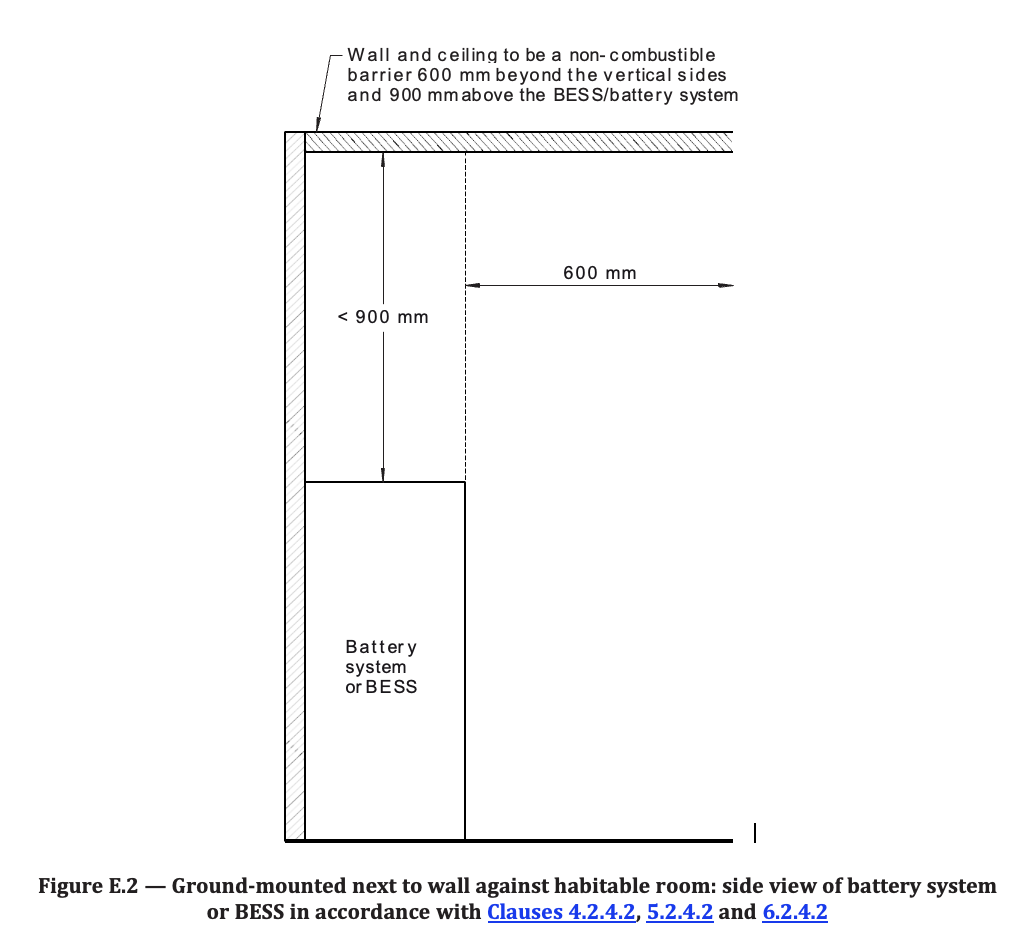 Wall and ceiling to be a non-combustible
barrier 600 mm beyond the vertical sides
and 900 mm above the BESS/battery system
600 mm
< 900 mm
Battery
system
or BESS
Figure E.2 — Ground-mounted next to wall against habitable room: side view of battery system
or BESS in accordance with Clauses 4.2.4.2, 5.2.4.2 and 6.2.4.2